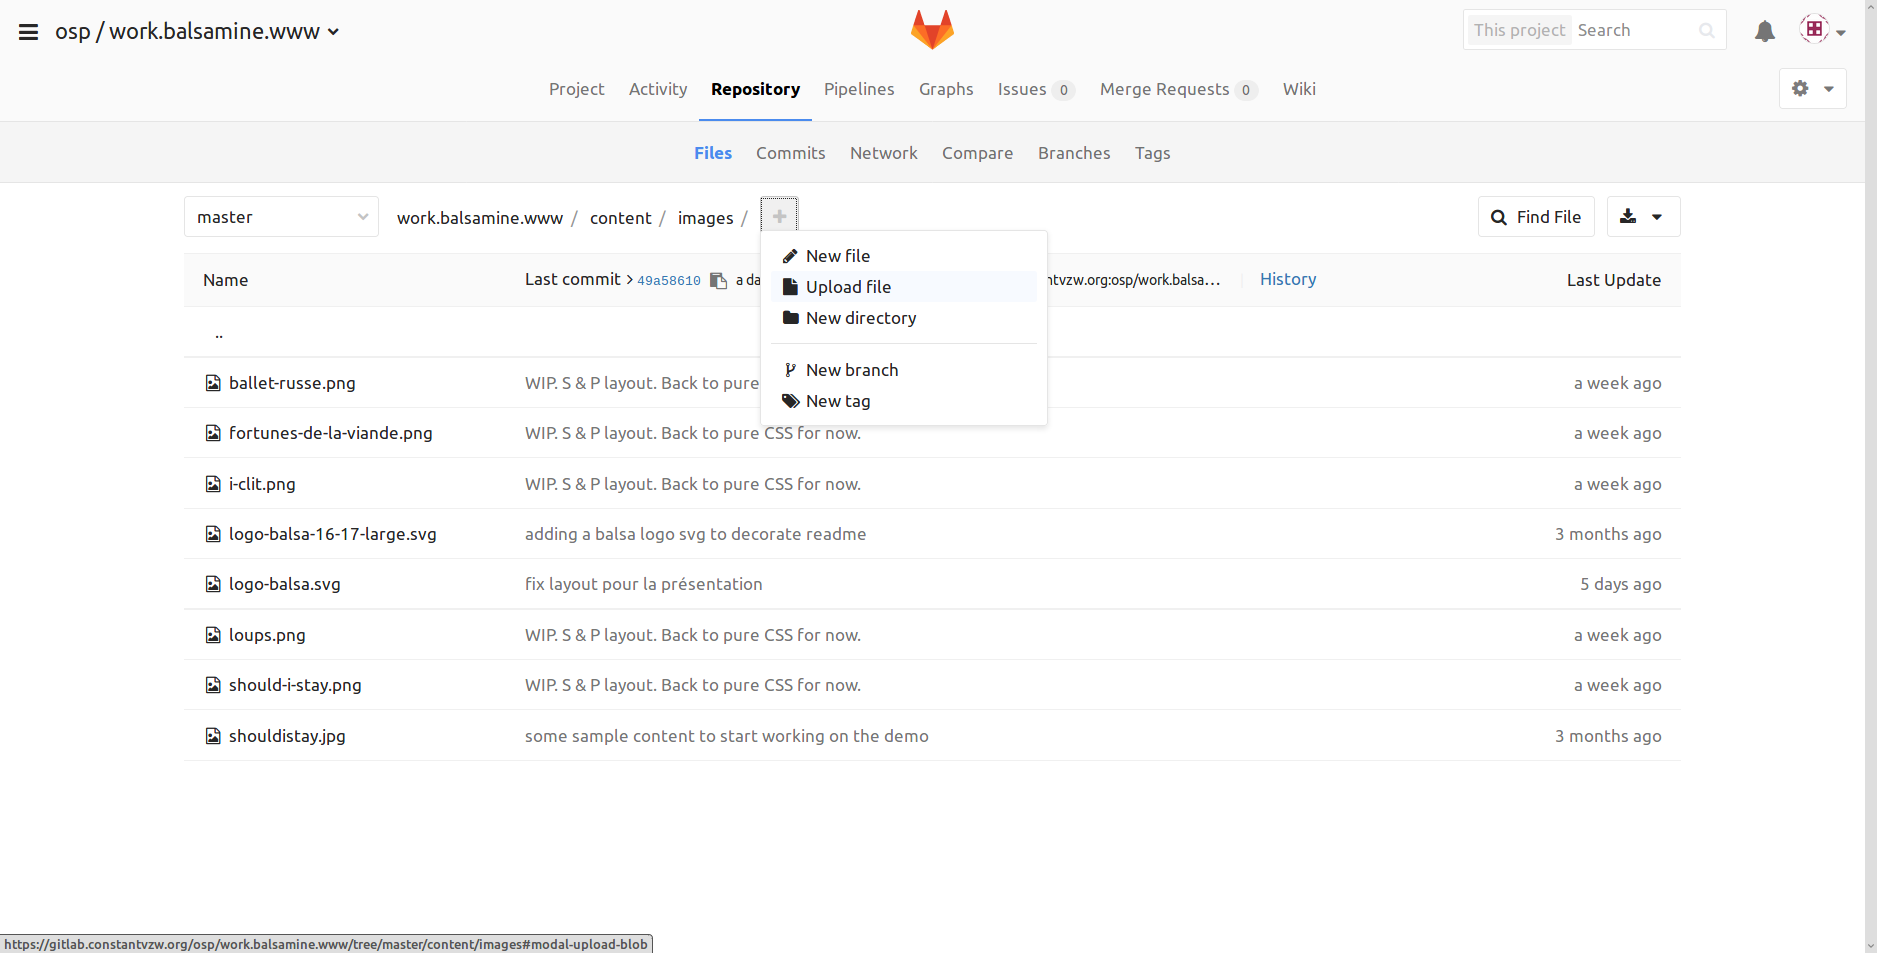 osp / work.balsamine.www
This project Search
Project Activity Repository Pipelines Graphs Issues 0 Merge Requests 0 Wiki
Files Commits Network Compare Branches Tags
master work.balsamine.www / content / images / + Find File
New file
Upload file
New directory
New branch
New tag
Name Last commit > 49a58610 a da ntvzw.org:osp/work.balsa... History Last Update
..
ballet-russe.png WIP. S & P layout. Back to pure a week ago
fortunes-de-la-viande.png WIP. S & P layout. Back to pure CSS for now. a week ago
i-clit.png WIP. S & P layout. Back to pure CSS for now. a week ago
logo-balsa-16-17-large.svg adding a balsa logo svg to decorate readme 3 months ago
logo-balsa.svg fix layout pour la présentation 5 days ago
loups.png WIP. S & P layout. Back to pure CSS for now. a week ago
should-i-stay.png WIP. S & P layout. Back to pure CSS for now. a week ago
shouldistay.jpg some sample content to start working on the demo 3 months ago
https://gitlab.constantvzw.org/osp/work.balsamine.www/tree/master/content/images#modal-upload-blob